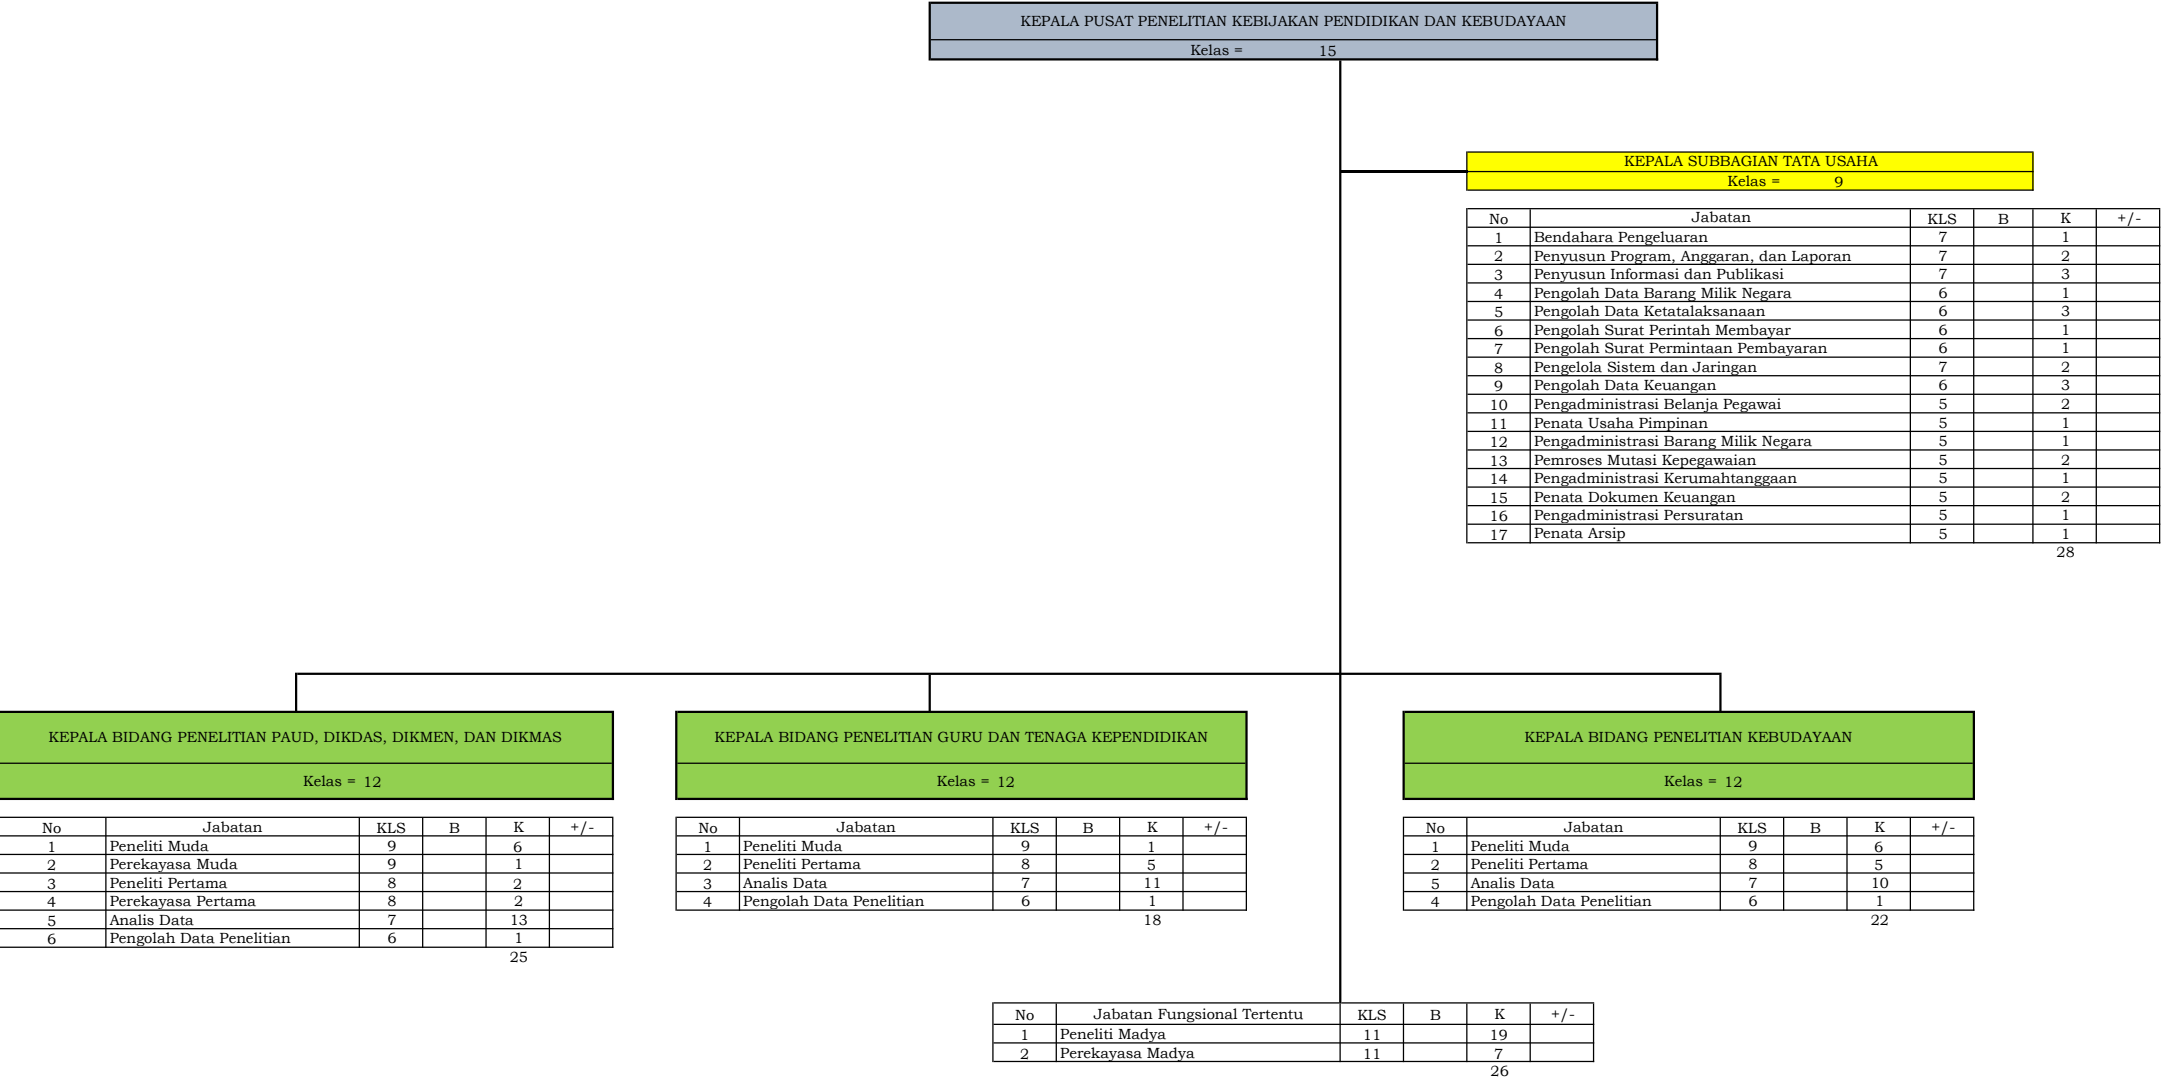 KEPALA PUSAT PENELITIAN KEBIJAKAN PENDIDIKAN DAN KEBUDAYAAN
Kelas = 15
KEPALA SUBBAGIAN TATA USAHA
Kelas = 9
No Jabatan KLS B K +/-
1 Bendahara Pengeluaran 7 1
2 Penyusun Program, Anggaran, dan Laporan 7 2
3 Penyusun Informasi dan Publikasi 7 3
4 Pengolah Data Barang Milik Negara 6 1
5 Pengolah Data Ketatalaksanaan 6 3
6 Pengolah Surat Perintah Membayar 6 1
7 Pengolah Surat Permintaan Pembayaran 6 1
8 Pengelola Sistem dan Jaringan 7 2
9 Pengolah Data Keuangan 6 3
10 Pengadministrasi Belanja Pegawai 5 2
11 Penata Usaha Pimpinan 5 1
12 Pengadministrasi Barang Milik Negara 5 1
13 Pemroses Mutasi Kepegawaian 5 2
14 Pengadministrasi Kerumahtanggaan 5 1
15 Penata Dokumen Keuangan 5 2
16 Pengadministrasi Persuratan 5 1
17 Penata Arsip 5 1
28
KEPALA BIDANG PENELITIAN PAUD, DIKDAS, DIKMEN, DAN DIKMAS
Kelas = 12
No Jabatan KLS B K +/-
1 Peneliti Muda 9 6
2 Perekayasa Muda 9 1
3 Peneliti Pertama 8 2
4 Perekayasa Pertama 8 2
5 Analis Data 7 13
6 Pengolah Data Penelitian 6 1
25
KEPALA BIDANG PENELITIAN GURU DAN TENAGA KEPENDIDIKAN
Kelas = 12
No Jabatan KLS B K +/-
1 Peneliti Muda 9 1
2 Peneliti Pertama 8 5
3 Analis Data 7 11
4 Pengolah Data Penelitian 6 1
18
KEPALA BIDANG PENELITIAN KEBUDAYAAN
Kelas = 12
No Jabatan KLS B K +/-
1 Peneliti Muda 9 6
2 Peneliti Pertama 8 5
5 Analis Data 7 10
4 Pengolah Data Penelitian 6 1
22
No Jabatan Fungsional Tertentu KLS B K +/-
1 Peneliti Madya 11 19
2 Perekayasa Madya 11 7
26